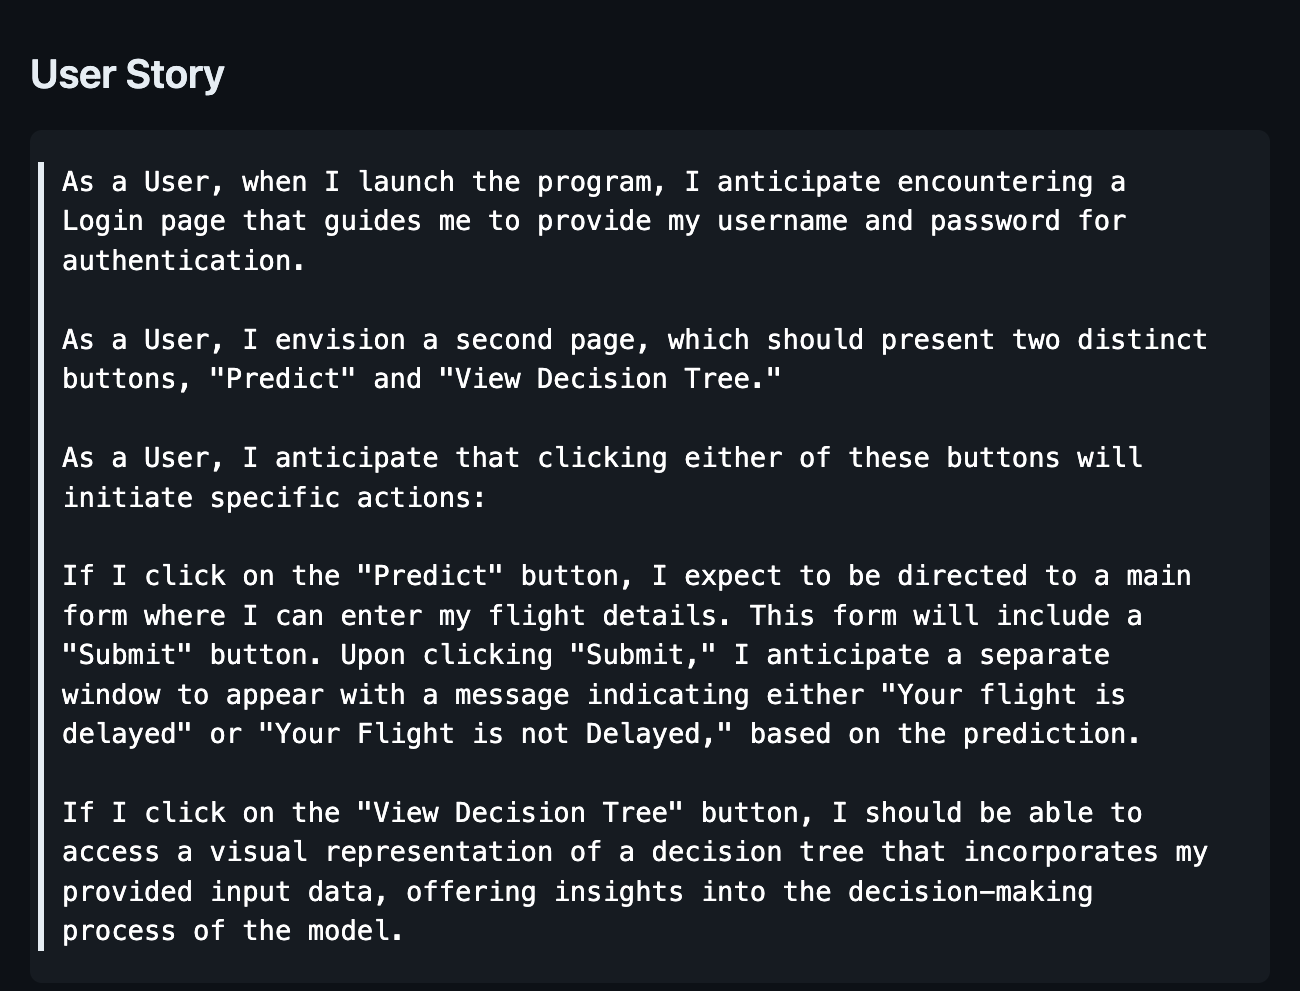 User Story
As a User, when I launch the program, I anticipate encountering a
Login page that guides me to provide my username and password for
authentication.
As a User, I envision a second page, which should present two distinct
buttons, "Predict" and "View Decision Tree."
As a User, I anticipate that clicking either of these buttons will
initiate specific actions:
If I click on the "Predict" button, I expect to be directed to a main
form where I can enter my flight details. This form will include a
"Submit" button. Upon clicking "Submit," I anticipate a separate
window to appear with a message indicating either "Your flight is
delayed" or "Your Flight is not Delayed," based on the prediction.
If I click on the "View Decision Tree" button, I should be able to
access a visual representation of a decision tree that incorporates my
provided input data, offering insights into the decision-making
process of the model.